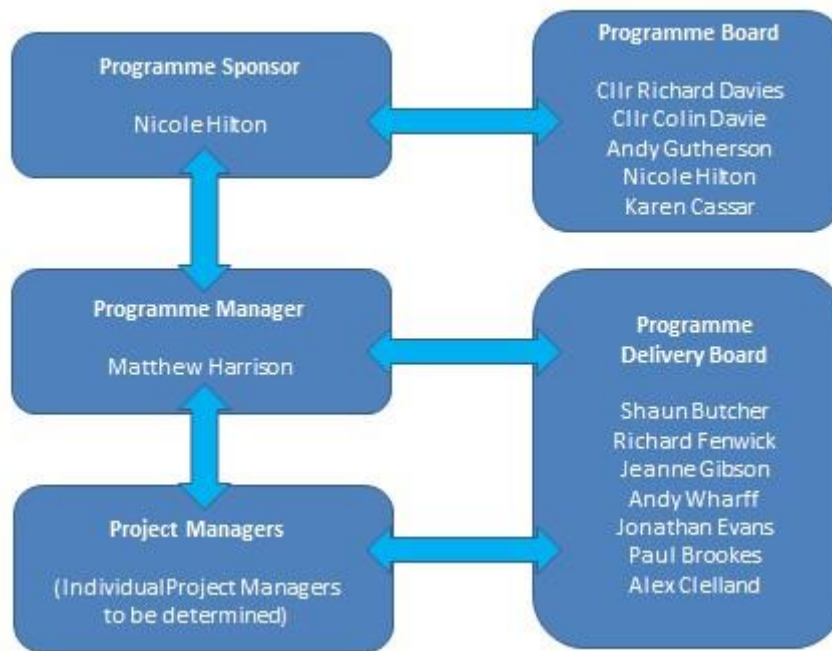 Programme Sponsor
Nicole Hilton
Programme Board
Cllr Richard Davies
Cllr Colin Davie
Andy Gutherson
Nicole Hilton
Karen Cassar
Programme Manager
Matthew Harrison
Programme
Delivery Board
Shaun Butcher
Richard Fenwick
Jeanne Gibson
Andy Wharff
Jonathan Evans
Paul Brookes
Alex Clelland
Project Managers
(Individual Project Managers
to be determined)